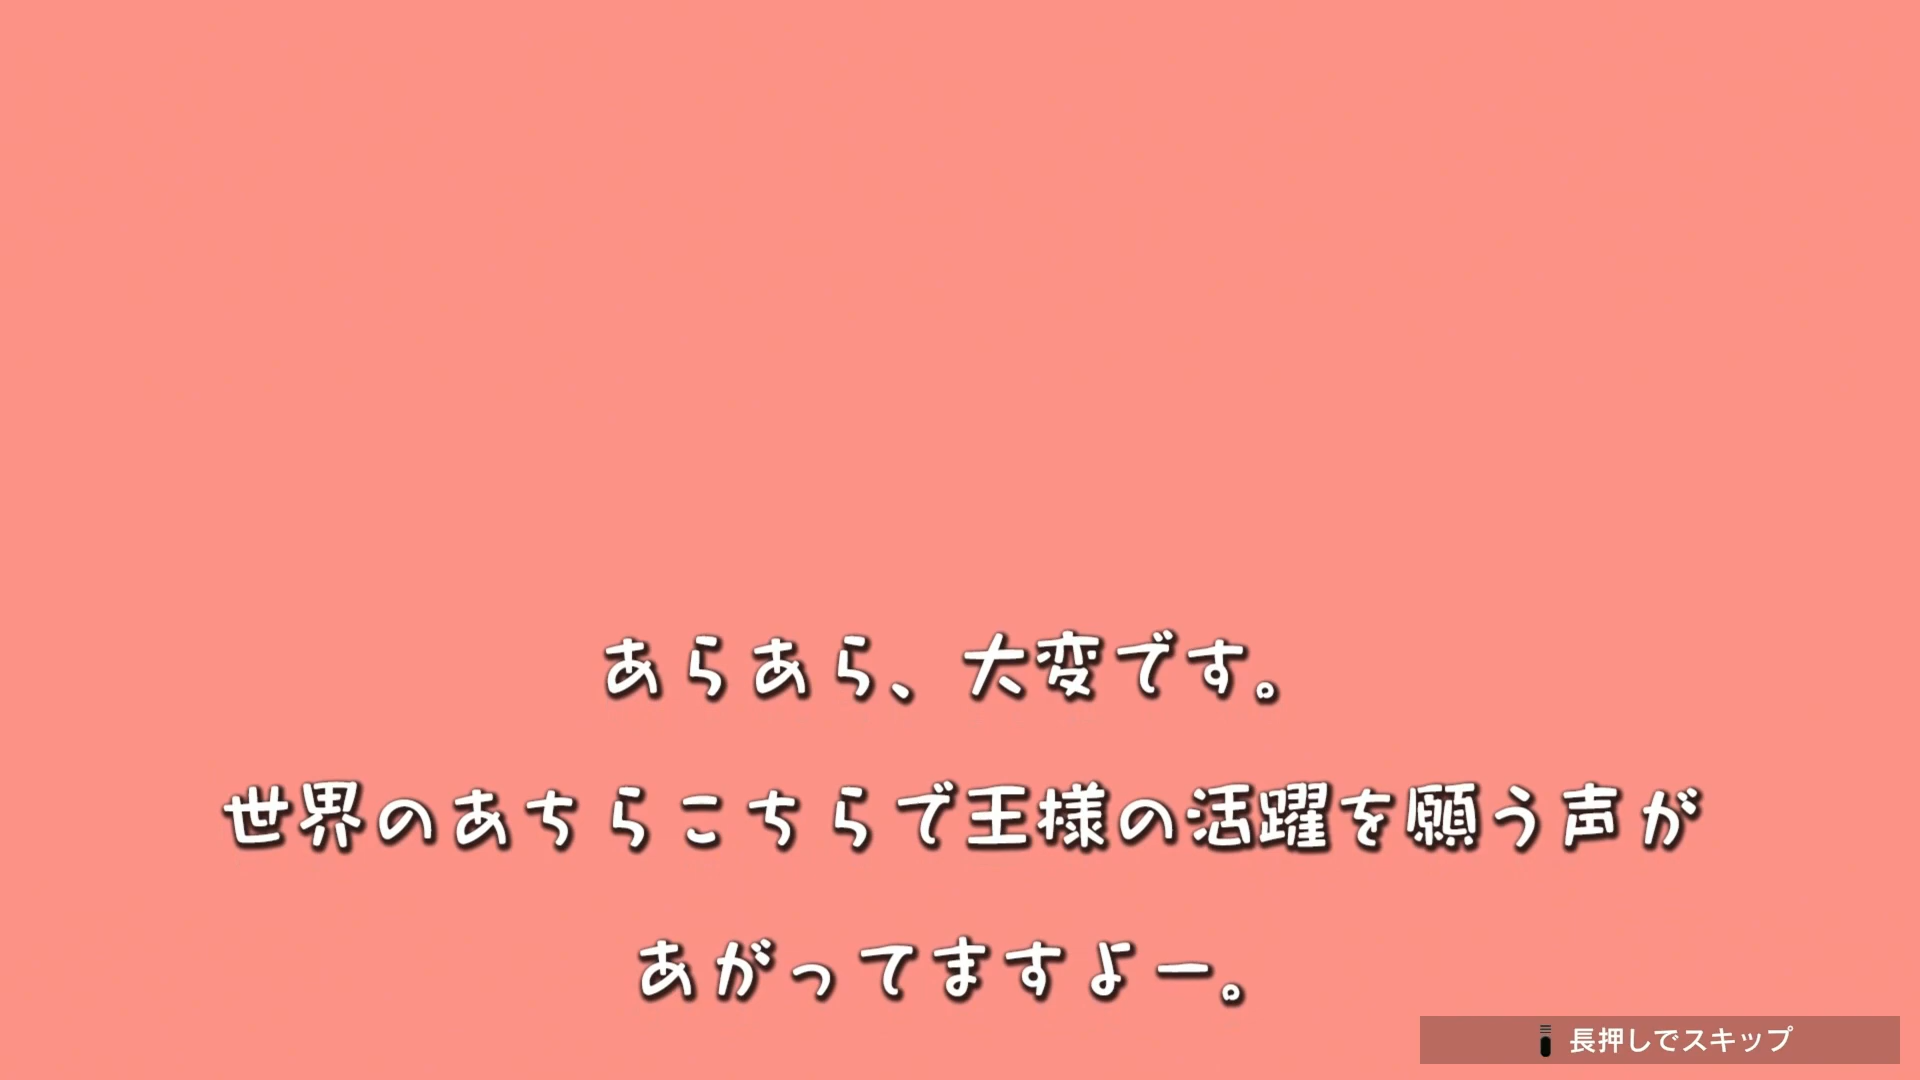 あらあら、大変です。
世界のあちらこちらで王様の活躍を願う声が
あがってますよー。
長押しでスキップ